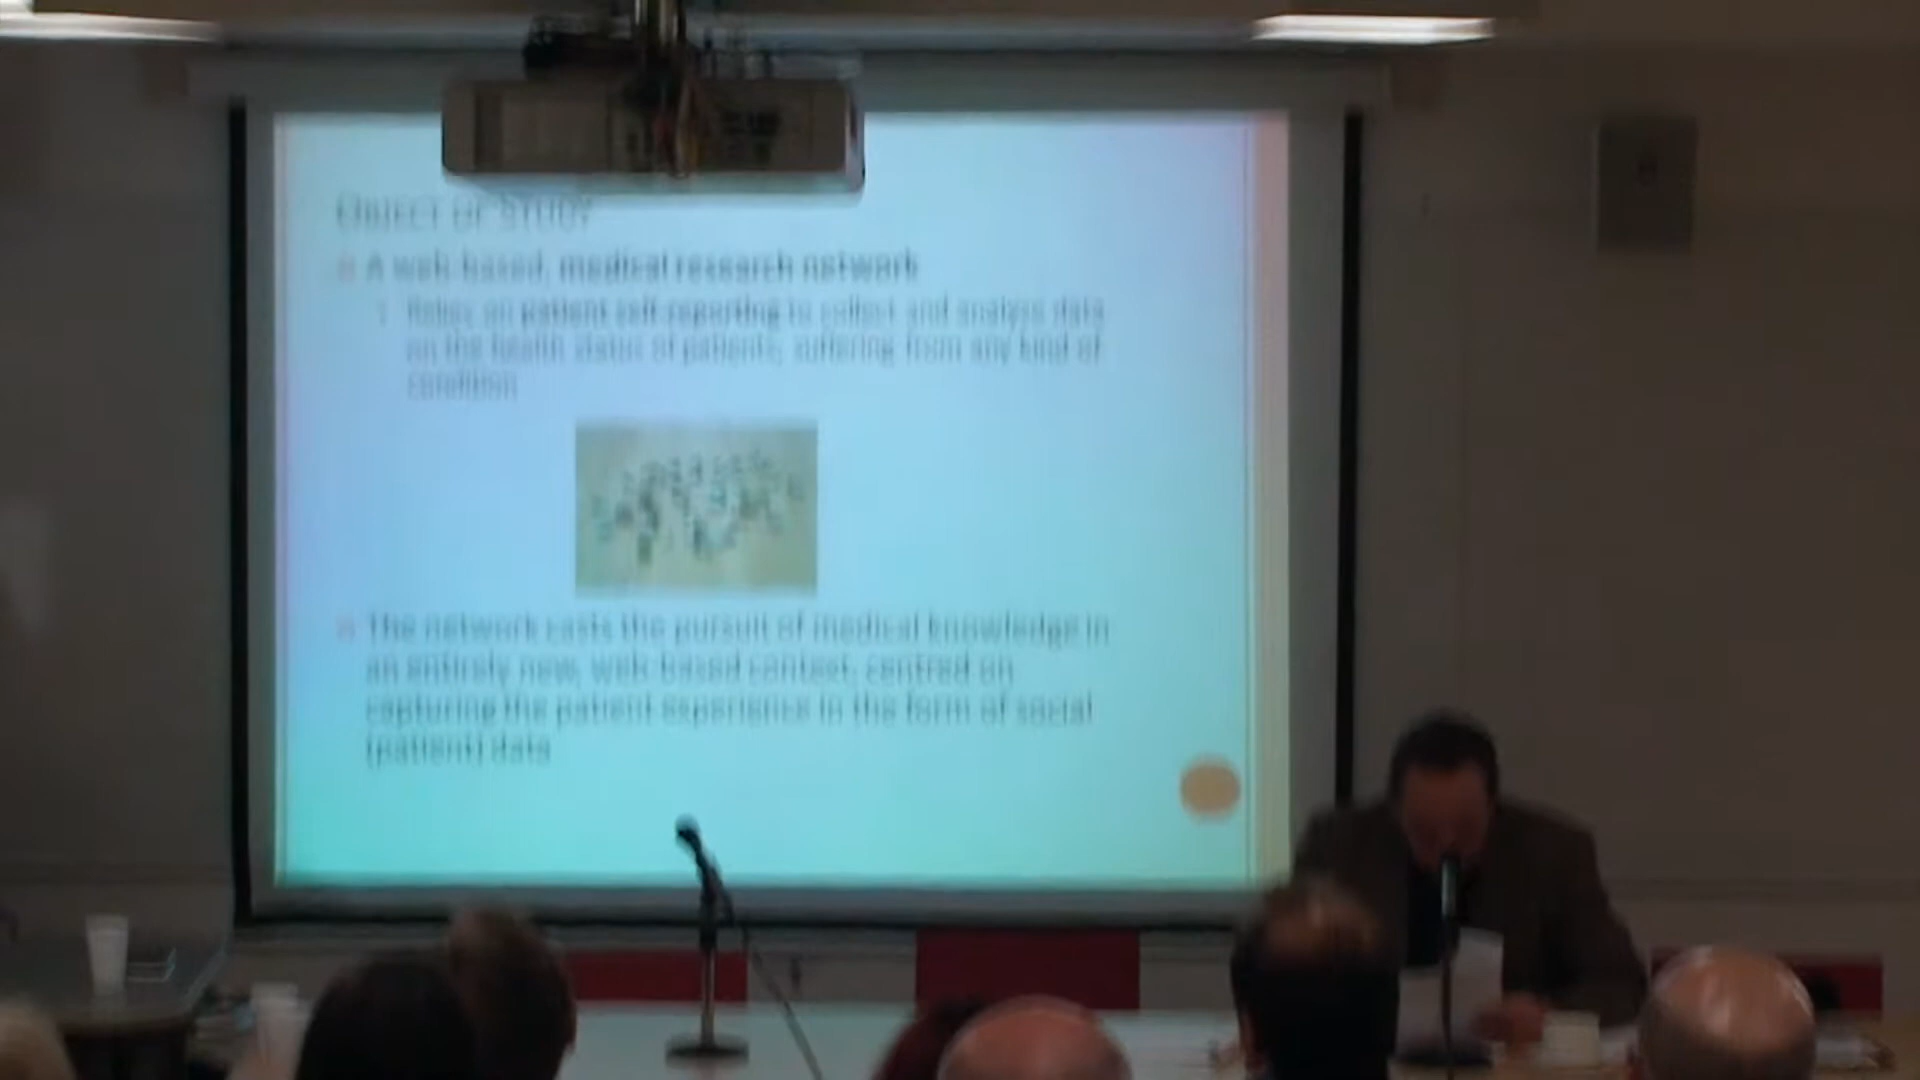 OBJECT OF STUDY
A web-based, medical research network
Relies on patient self-reporting to collect and analyse data
on the health status of patients, suffering from any kind of
condition
The network casts the pursuit of medical knowledge in
an entirely new, web-based context, centred on
capturing the patient experience in the form of social
(patient) data